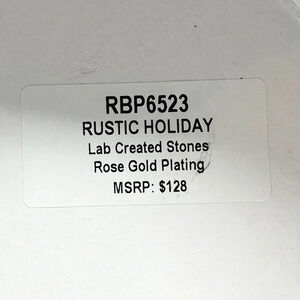 RBP6523
RUSTIC HOLIDAY
Lab Created Stones
Rose Gold Plating
MSRP: $128